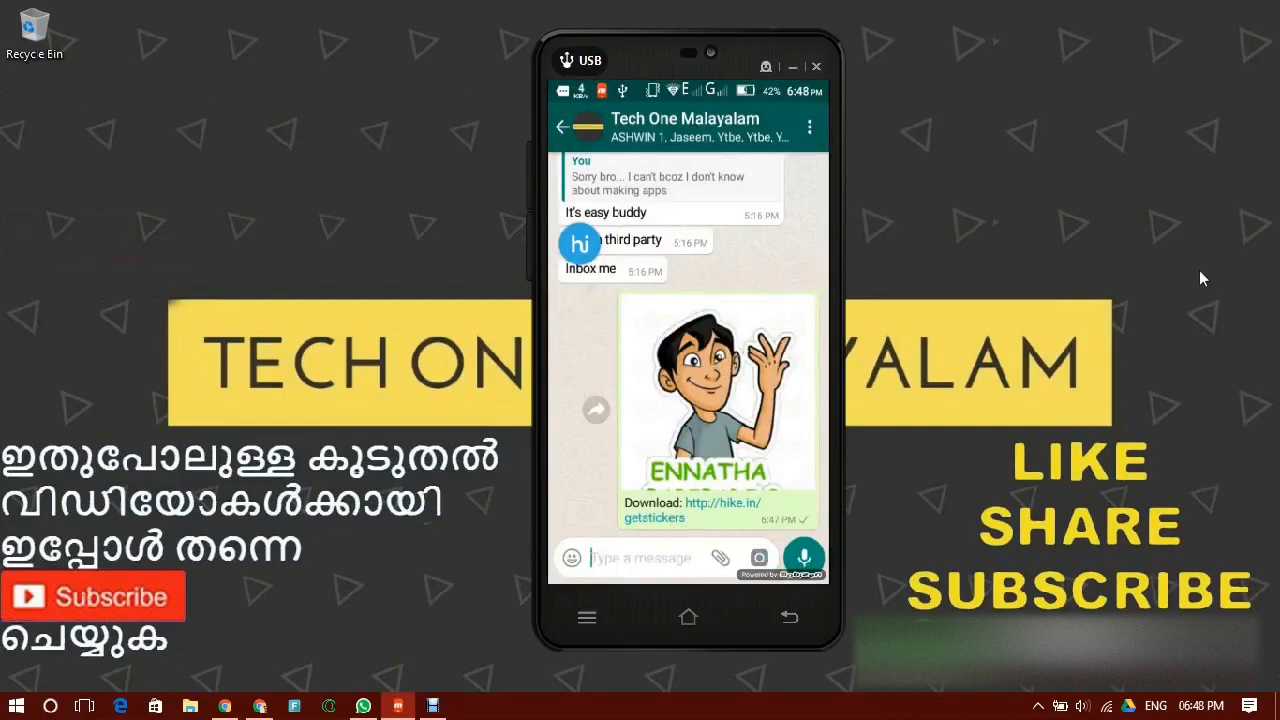 Recycle Bin
USB
4
KB/s
E
G
42%
6:48 PM
Tech One Malayalam
ASHWIN 1, Jaseem, Ytbe, Ytbe, Y...
You
Sorry bro... I can't bcoz I don't know
about making apps
It's easy buddy
5:16 PM
hi
third party
5:16 PM
Inbox me
5:16 PM
ENNATHA
Download: http://hike.in/
getstickers
6:47 PM
Type a message
Powered by
TECH ON
YALAM
ഇതുപോലുള്ള കൂടുതൽ
വിഡിയോകൾക്കായി
ഇപ്പോൾ തന്നെ
Subscribe
ചെയ്യുക
LIKE
SHARE
SUBSCRIBE
ENG
06:48 PM